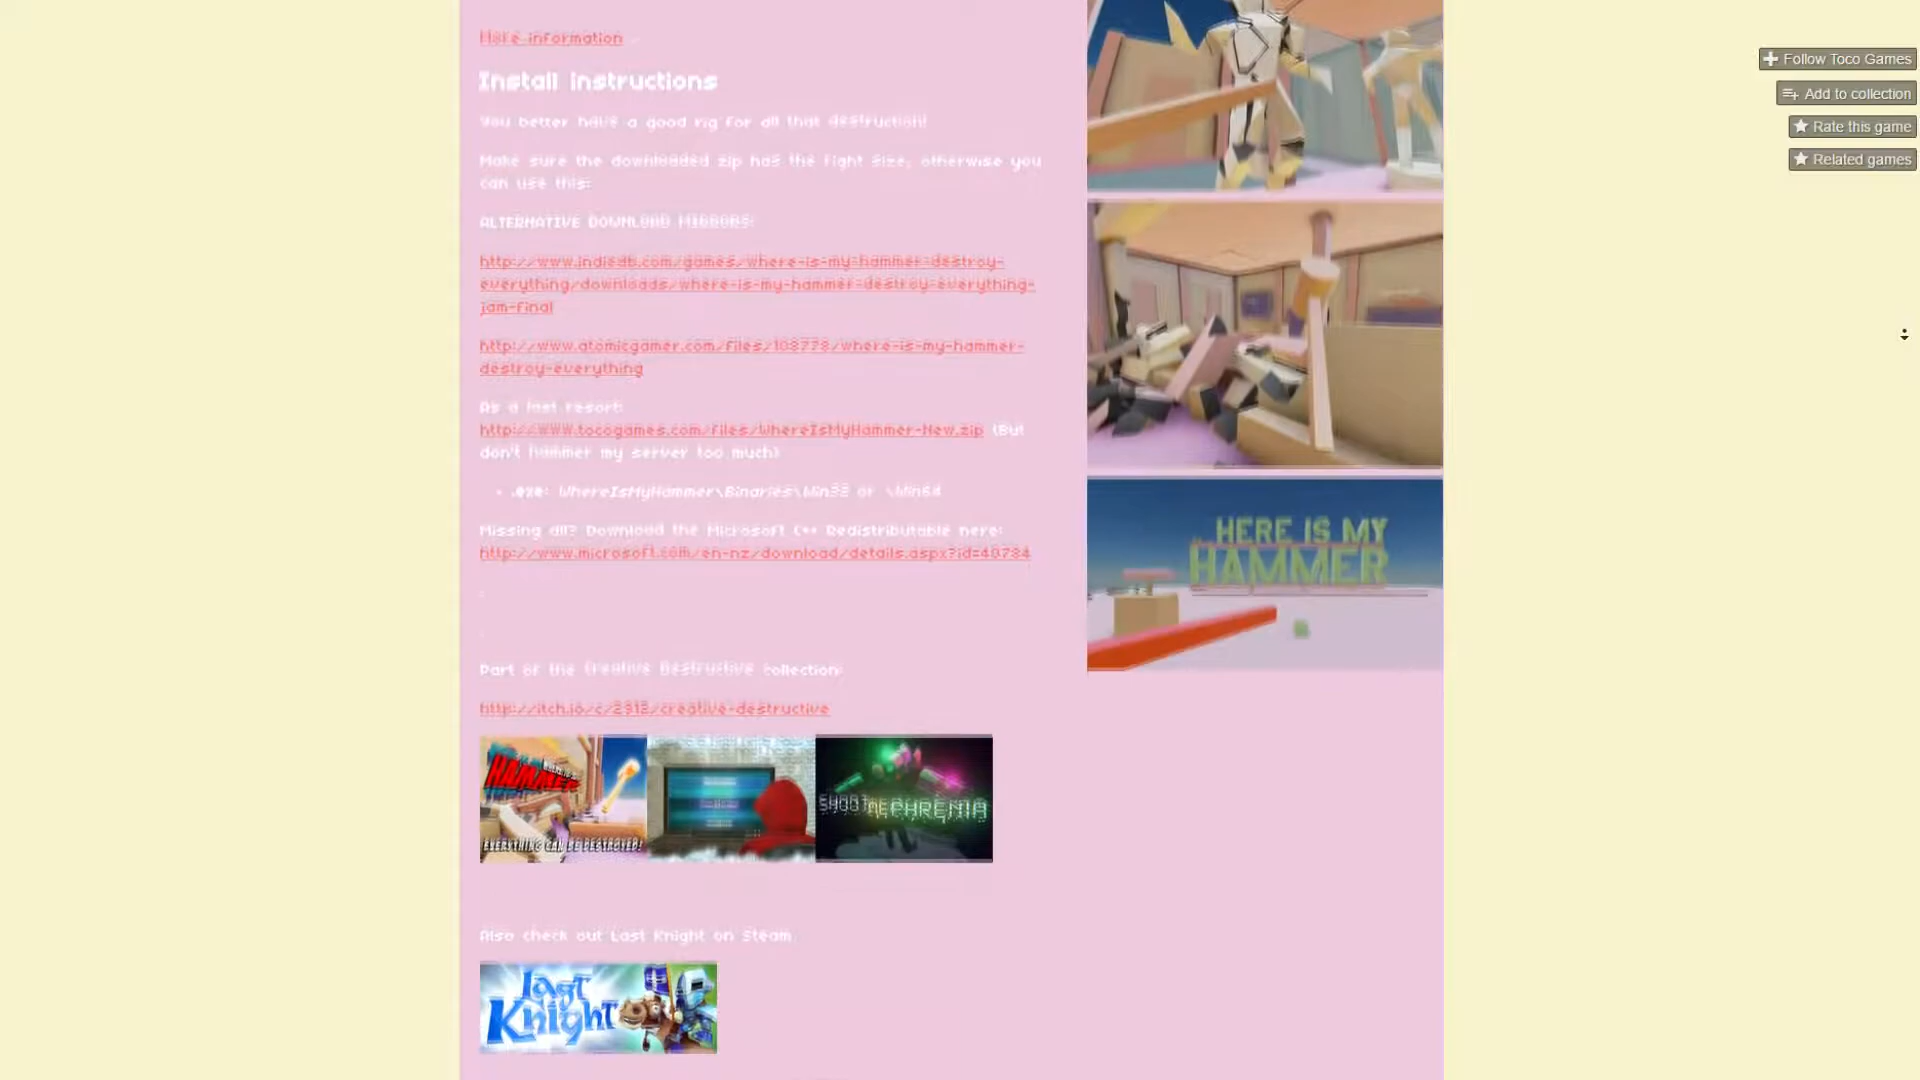 More information
Install instructions
You better have a good rig for all that destruction!
Make sure the downloaded zip has the right size, otherwise you
can use this:
ALTERNATIVE DOWNLOAD MIRRORS:
http://www.indiedb.com/games/where-is-my-hammer-destroy-
everything/downloads/where-is-my-hammer-destroy-everything-
jam-final
http://www.atomicgamer.com/files/108778/where-is-my-hammer-
destroy-everything
As a last resort:
http://www.tocogames.com/files/WhereIsMyHammer-New.zip (But
don't hammer my server too much)
• .exe: WhereIsMyHammer\Binaries\Win32 or \Win64
Missing dll? Download the Microsoft C++ Redistributable here:
http://www.microsoft.com/en-nz/download/details.aspx?id=40784
Part of the Creative Destructive collection:
http://itch.io/c/2913/creative-destructive
HAMMER
EVERYTHING CAN BE DESTROYED!
Also check out Last Knight on Steam
Last
Knight
.. HERE IS MY
HAMMER
Follow Toco Games
Add to collection
Rate this game
Related games